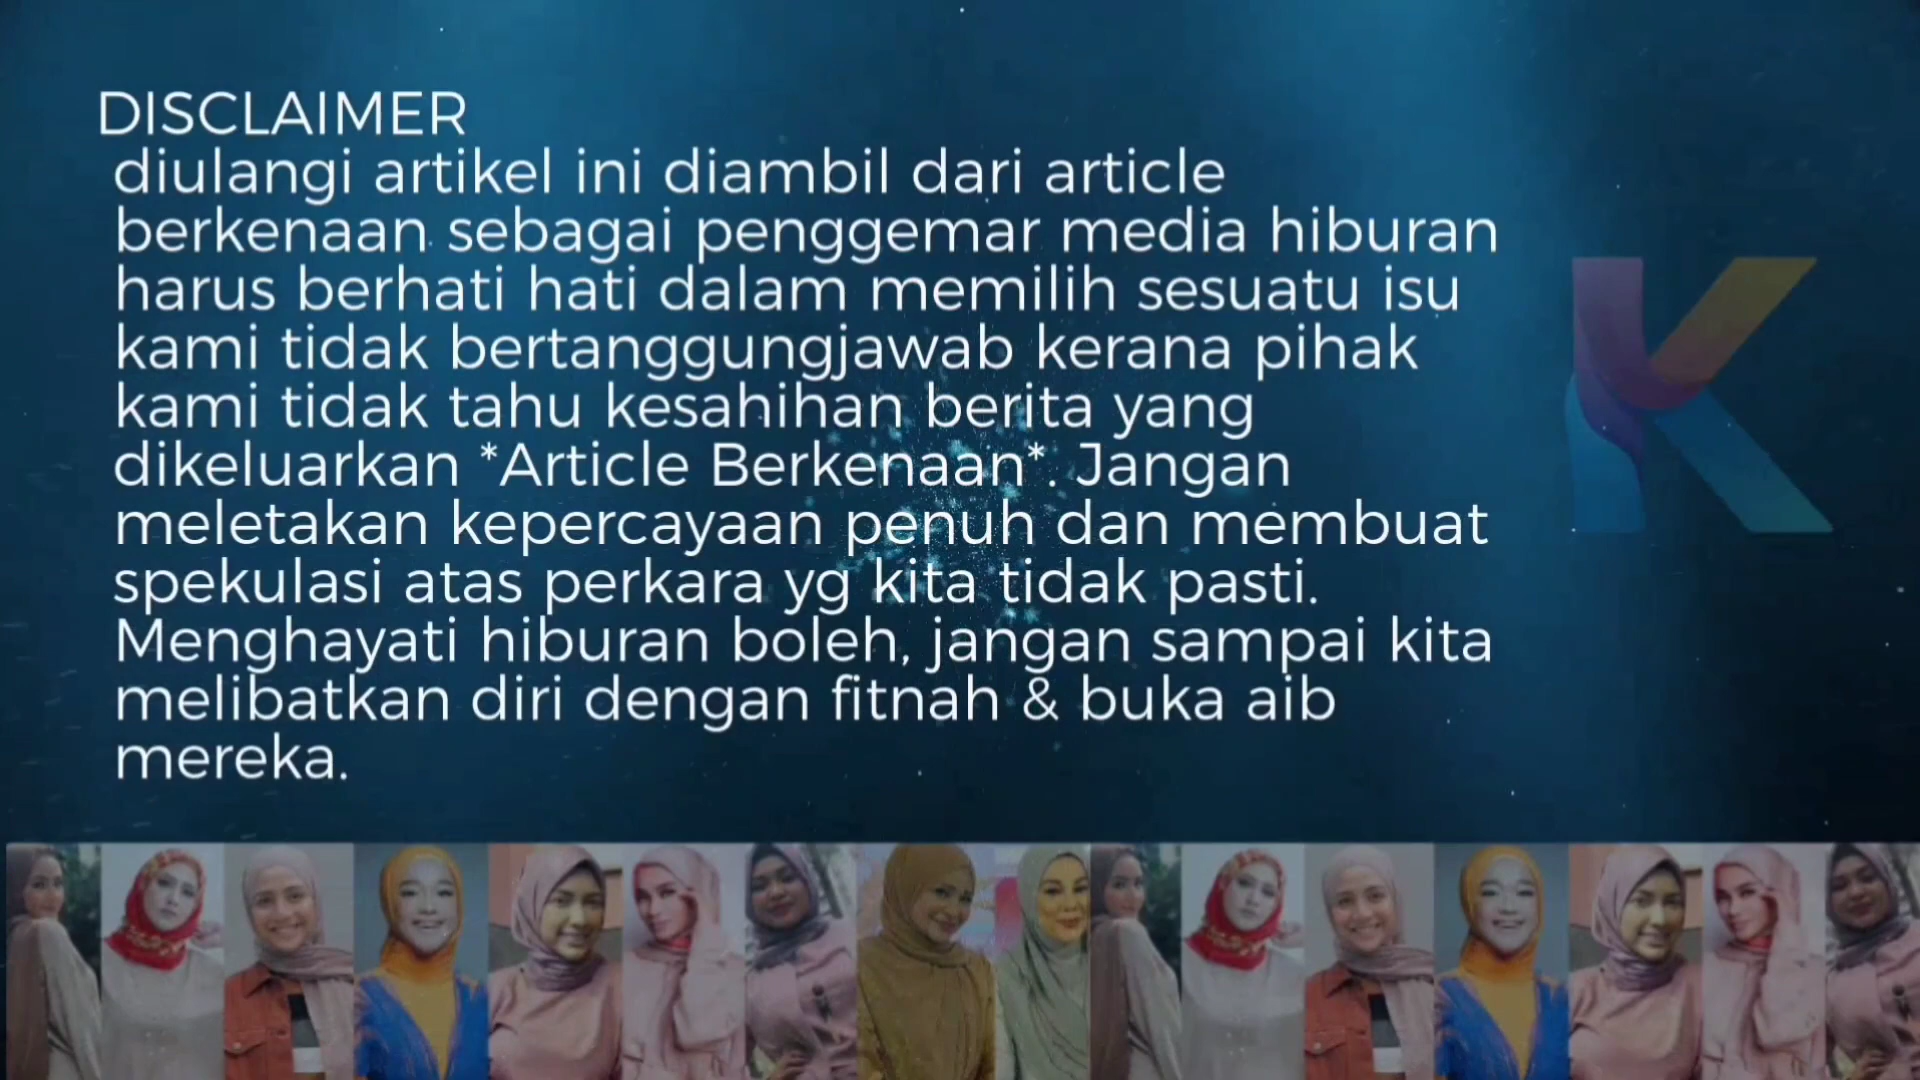 DISCLAIMER
diulangi artikel ini diambil dari article
berkenaan sebagai penggemar media hiburan
harus berhati hati dalam memilih sesuatu isu
kami tidak bertanggungjawab kerana pihak
kami tidak tahu kesahihan berita yang
dikeluarkan *Article Berkenaan*. Jangan
meletakan kepercayaan penuh dan membuat
spekulasi atas perkara yg kita tidak pasti.
Menghayati hiburan boleh, jangan sampai kita
melibatkan diri dengan fitnah & buka aib
mereka.
K